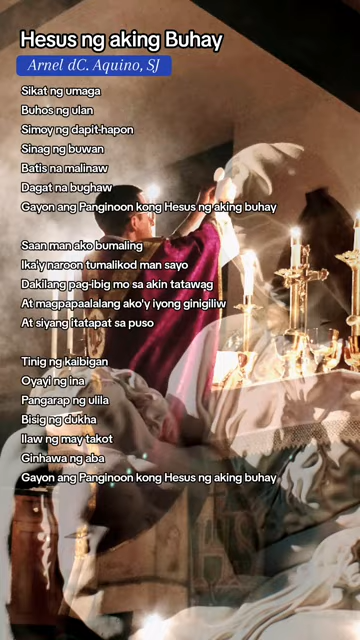 Hesus ng aking Buhay
Arnel dC. Aquino, SJ
Sikat ng umaga
Buhos ng ulan
Simoy ng dapit-hapon
Sinag ng buwan
Batis na malinaw
Dagat na bughaw
Gayon ang Panginoon kong Hesus ng aking buhay
Saan man ako bumaling
Ika'y naroon tumalikod man sayo
Dakilang pag-ibig mo sa akin tatawag
At magpapaalalang ako'y iyong ginigiliw
At siyang itatapat sa puso
Tinig ng kaibigan
Oyayi ng ina
Pangarap ng ulila
Bisig ng dukha
Ilaw ng may takot
Ginhawa ng aba
Gayon ang Panginoon kong Hesus ng aking buhay